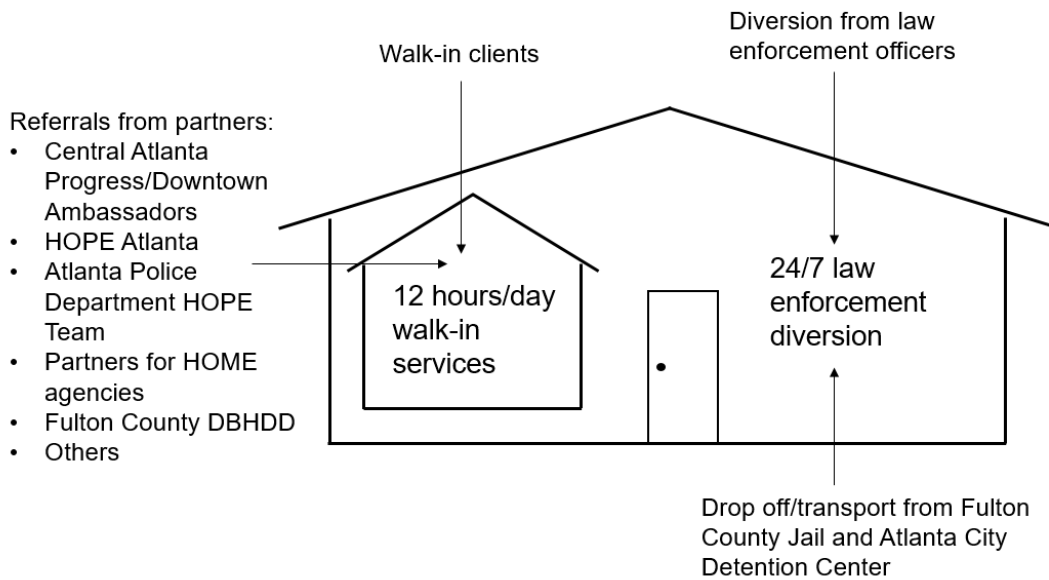 Walk-in clients
Diversion from law
enforcement officers
Referrals from partners:
• Central Atlanta
Progress/Downtown
Ambassadors
• HOPE Atlanta
• Atlanta Police
Department HOPE
Team
• Partners for HOME
agencies
• Fulton County DBHDD
• Others
12 hours/day
walk-in
services
24/7 law
enforcement
diversion
Drop off/transport from Fulton
County Jail and Atlanta City
Detention Center